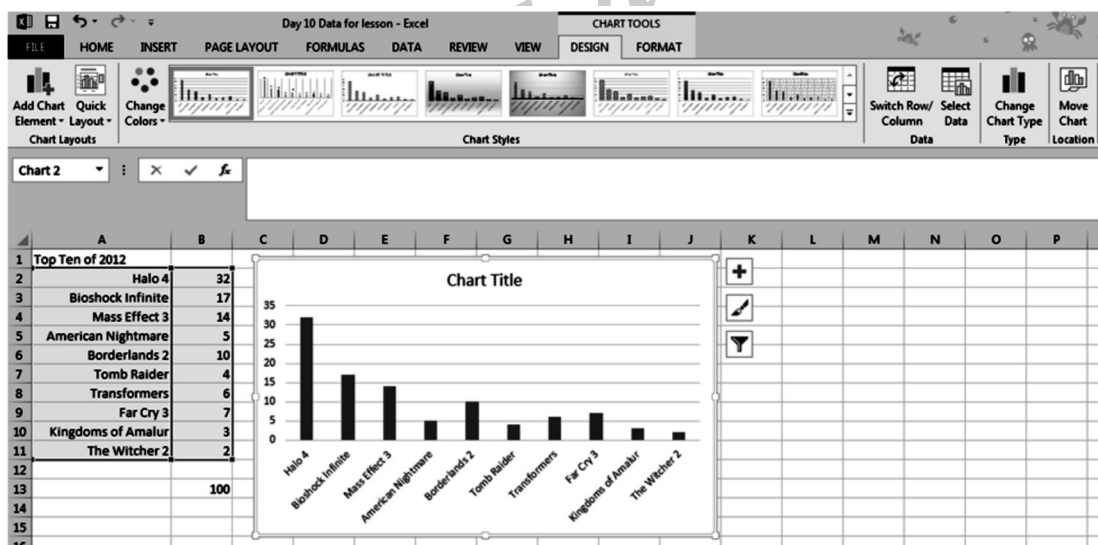 Day 10 Data for lesson - Excel
CHART TOOLS
FILE HOME INSERT PAGE LAYOUT FORMULAS DATA REVIEW VIEW DESIGN FORMAT
Add Chart Element
Quick Layout
Change Colors
Switch Row/ Column
Select Data
Change Chart Type
Move Chart
Chart Layouts
Chart Styles
Data
Type
Location
Chart 2
fx
A B C D E F G H I J K L M N O P
1 Top Ten of 2012
2 Halo 4 32
3 Bioshock Infinite 17
4 Mass Effect 3 14
5 American Nightmare 5
6 Borderlands 2 10
7 Tomb Raider 4
8 Transformers 6
9 Far Cry 3 7
10 Kingdoms of Amalur 3
11 The Witcher 2 2
12
13 100
14
15
16
Chart Title
35
30
25
20
15
10
5
0
Halo 4
Bioshock Infinite
Mass Effect 3
American Nightmare
Borderlands 2
Tomb Raider
Transformers
Far Cry 3
Kingdoms of Amalur
The Witcher 2